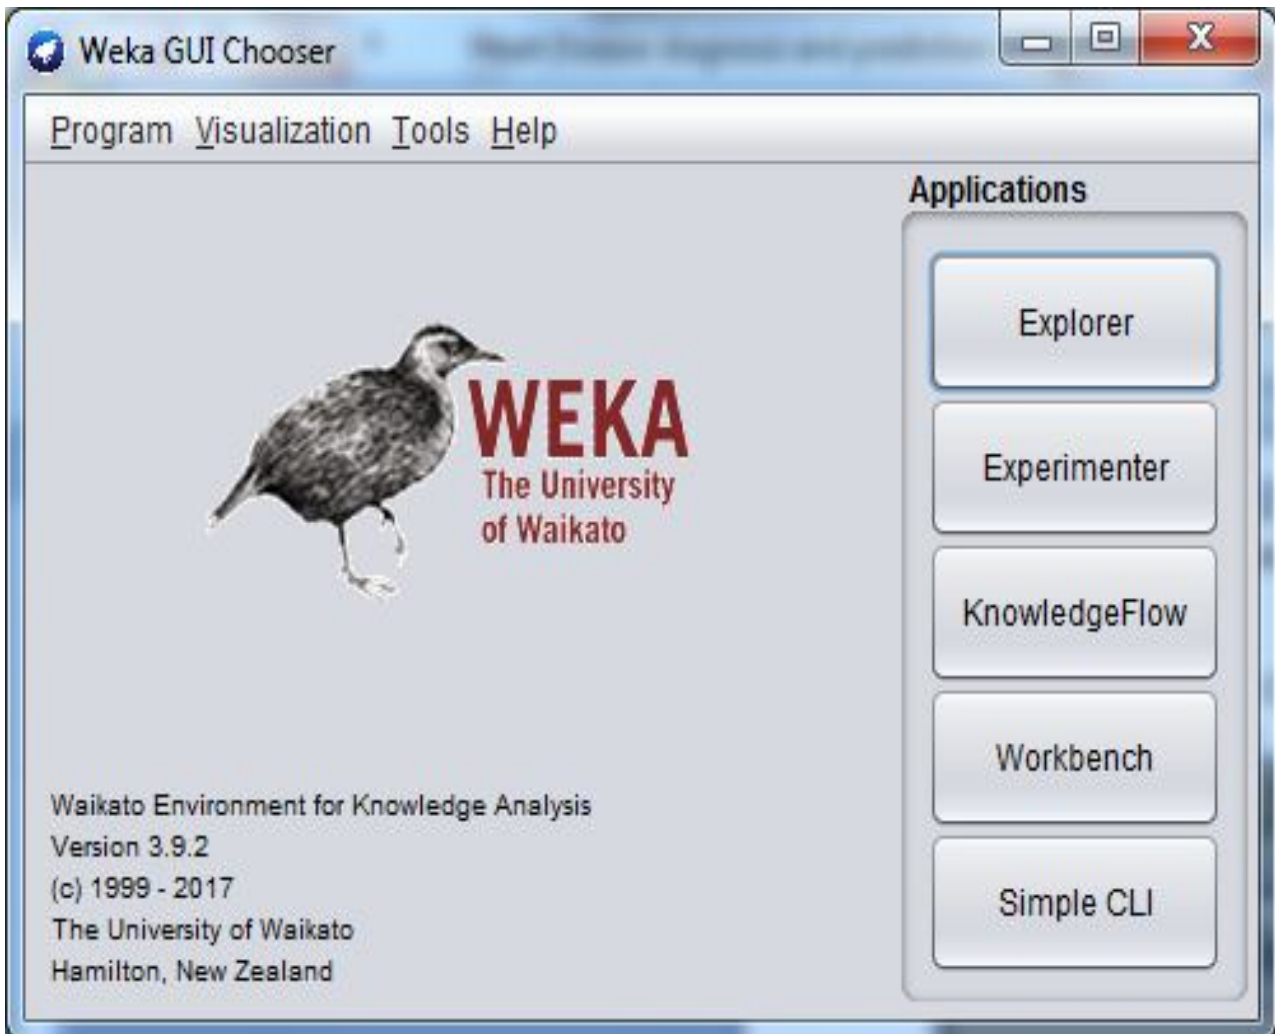 Weka GUI Chooser
Program Visualization Tools Help
Applications
Explorer
Experimenter
KnowledgeFlow
Workbench
Simple CLI
WEKA
The University
of Waikato
Waikato Environment for Knowledge Analysis
Version 3.9.2
(c) 1999 - 2017
The University of Waikato
Hamilton, New Zealand